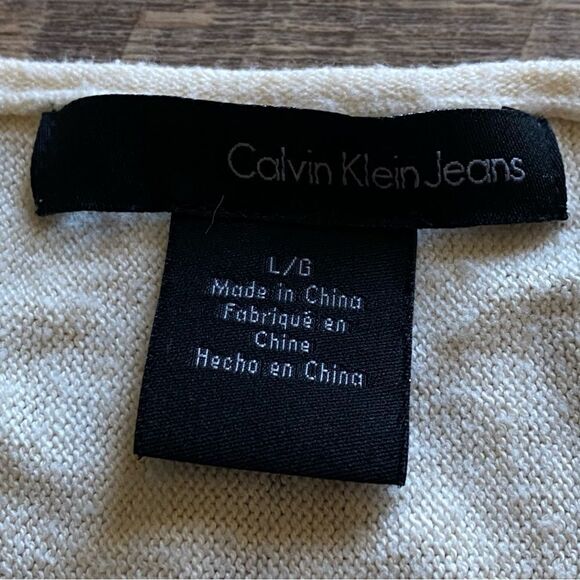 Calvin Klein Jeans
L/G
Made in China
Fabriqué en
Chine
Hecho en China